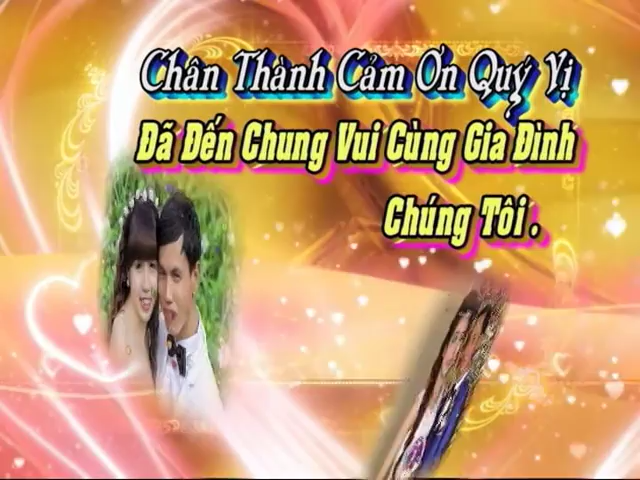 Chân Thành Cảm Ơn Quý Vị
Đã Đến Chung Vui Cùng Gia Đình
Chúng Tôi .